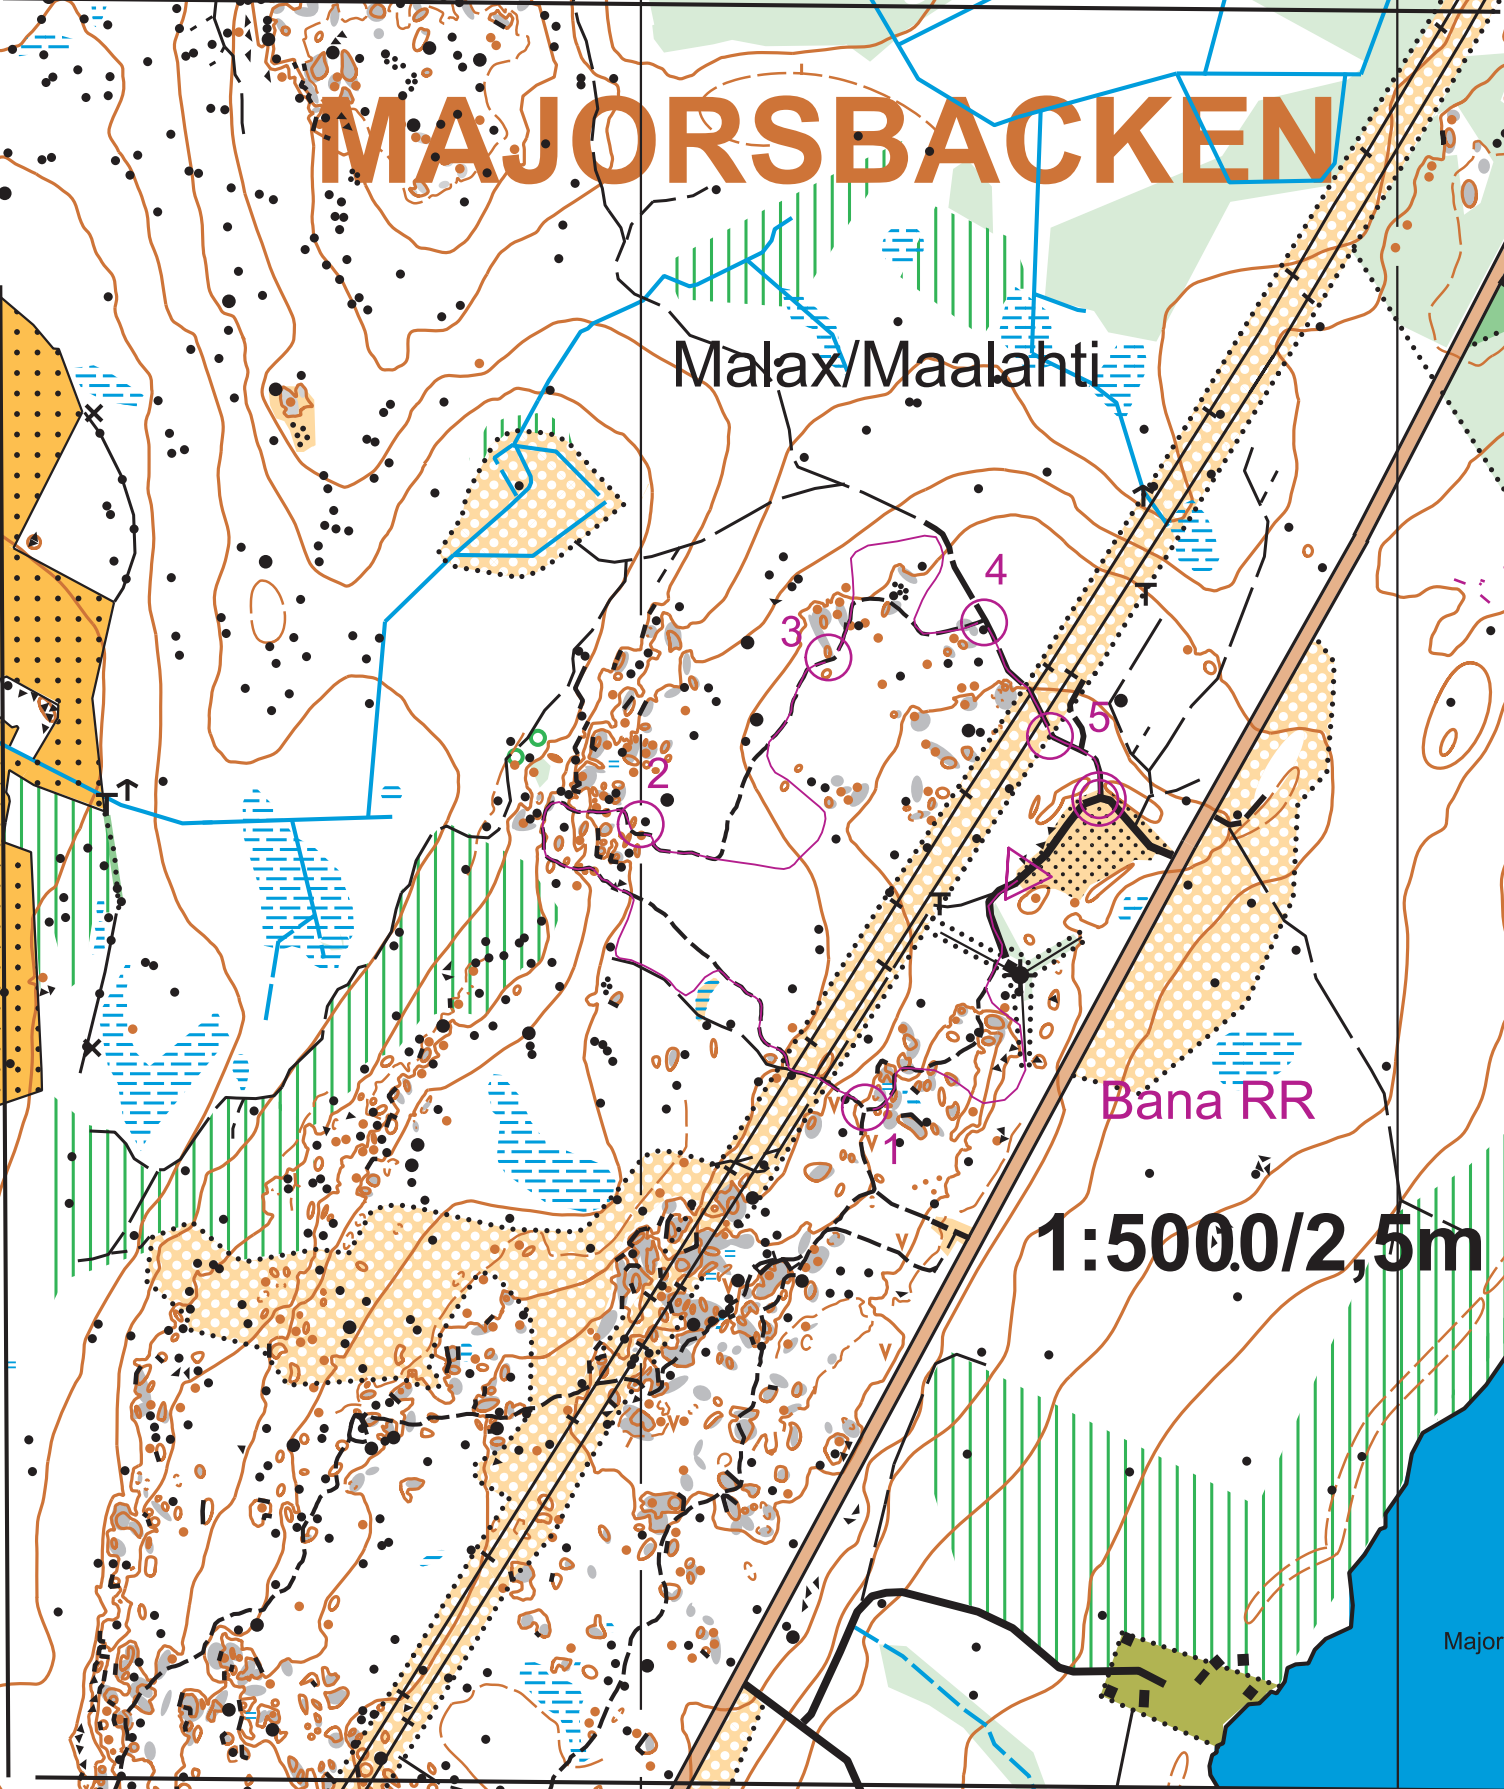 MAJORSBACKEN
Malax/Maalahti
4
3
5
2
1
Bana RR
1:5000/2,5m
Major